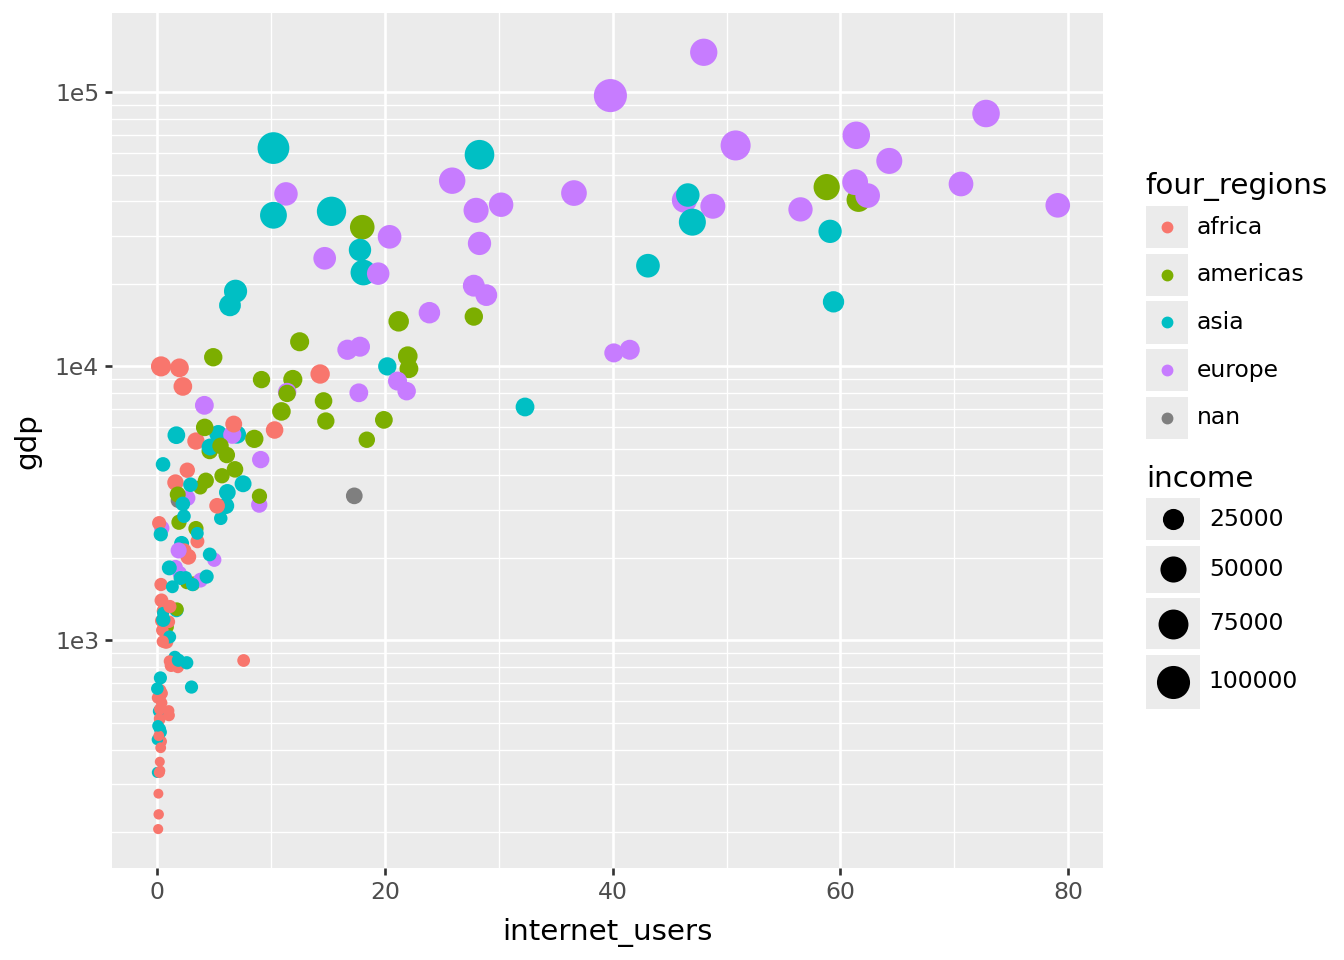 1e5
1e4
1e3
gdp
0
20
40
60
80
internet_users
four_regions
africa
americas
asia
europe
nan
income
25000
50000
75000
100000